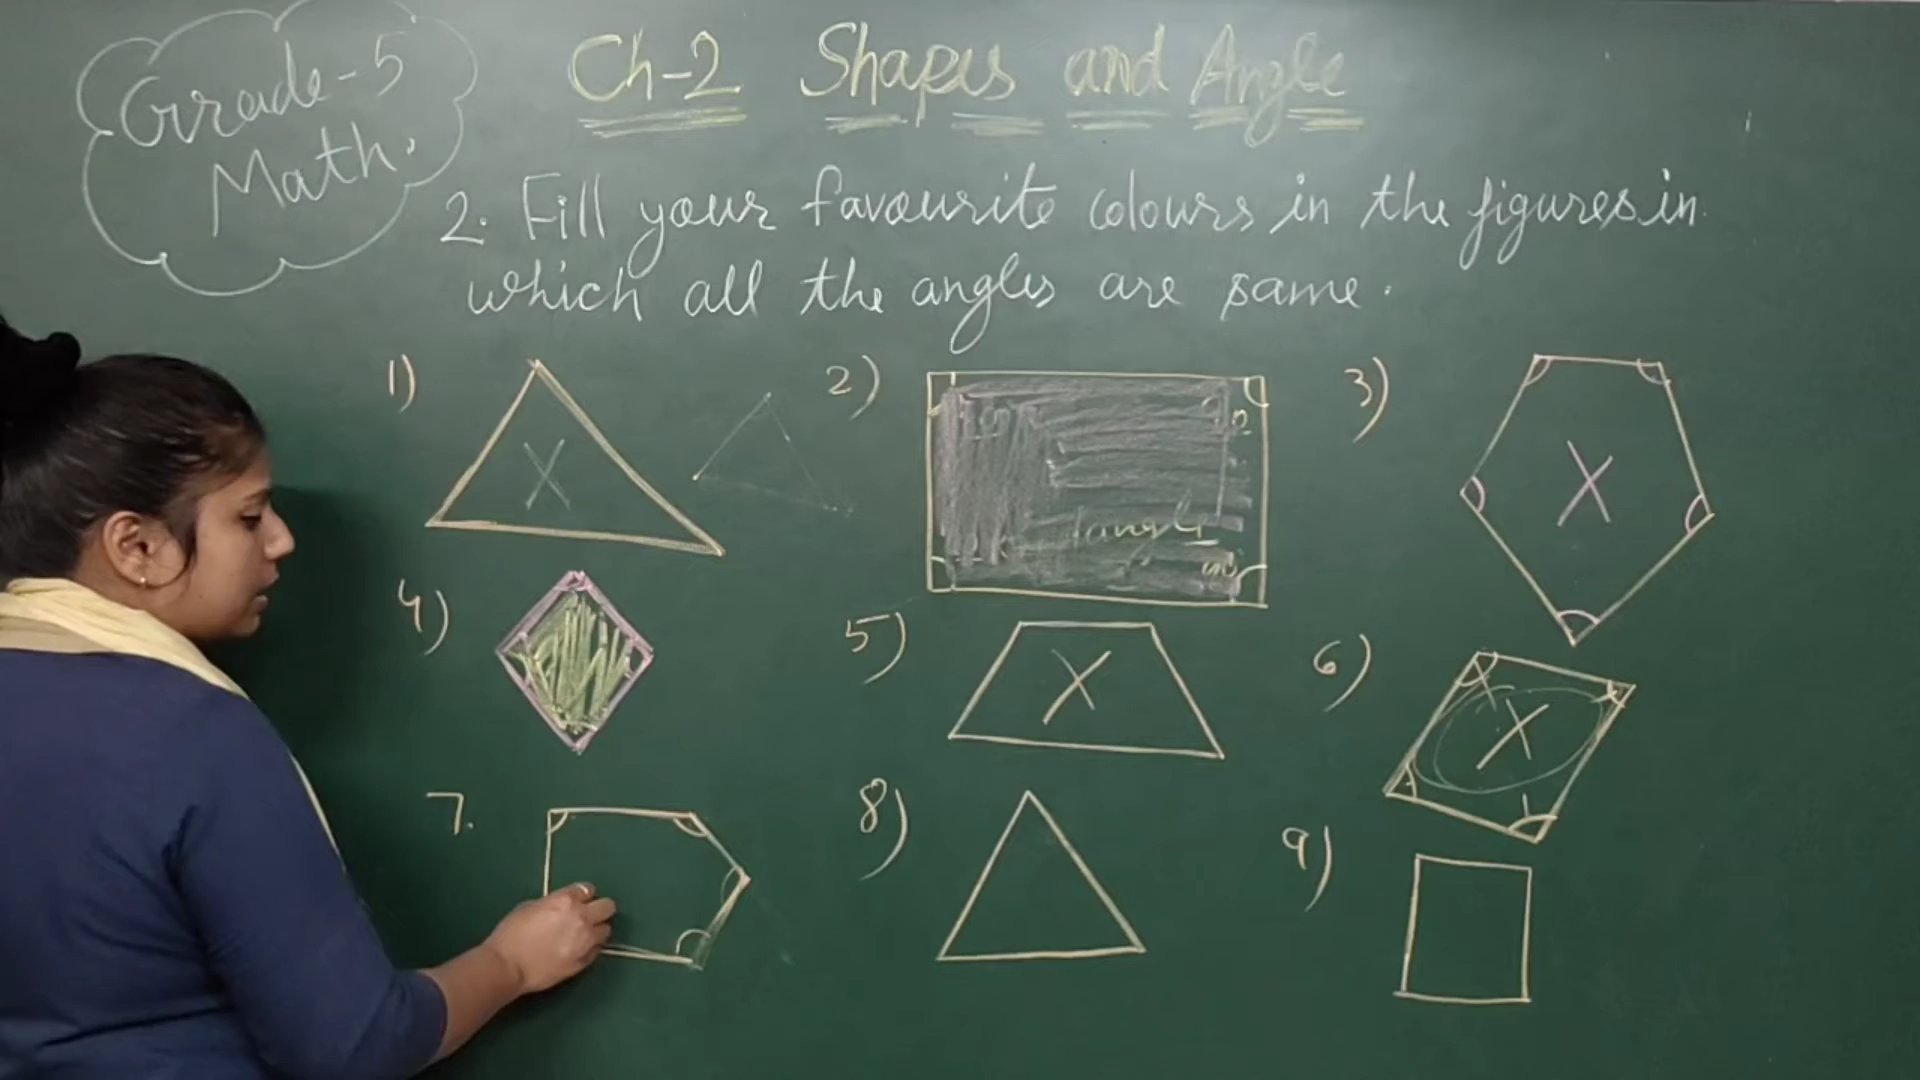 Grade-5
Math.
Ch-2 Shapes and Angle
2. Fill your favourite colours in the figures in
which all the angles are same.
1)
X
2)
3)
X
4)
5)
X
6)
X
7.
8)
9)